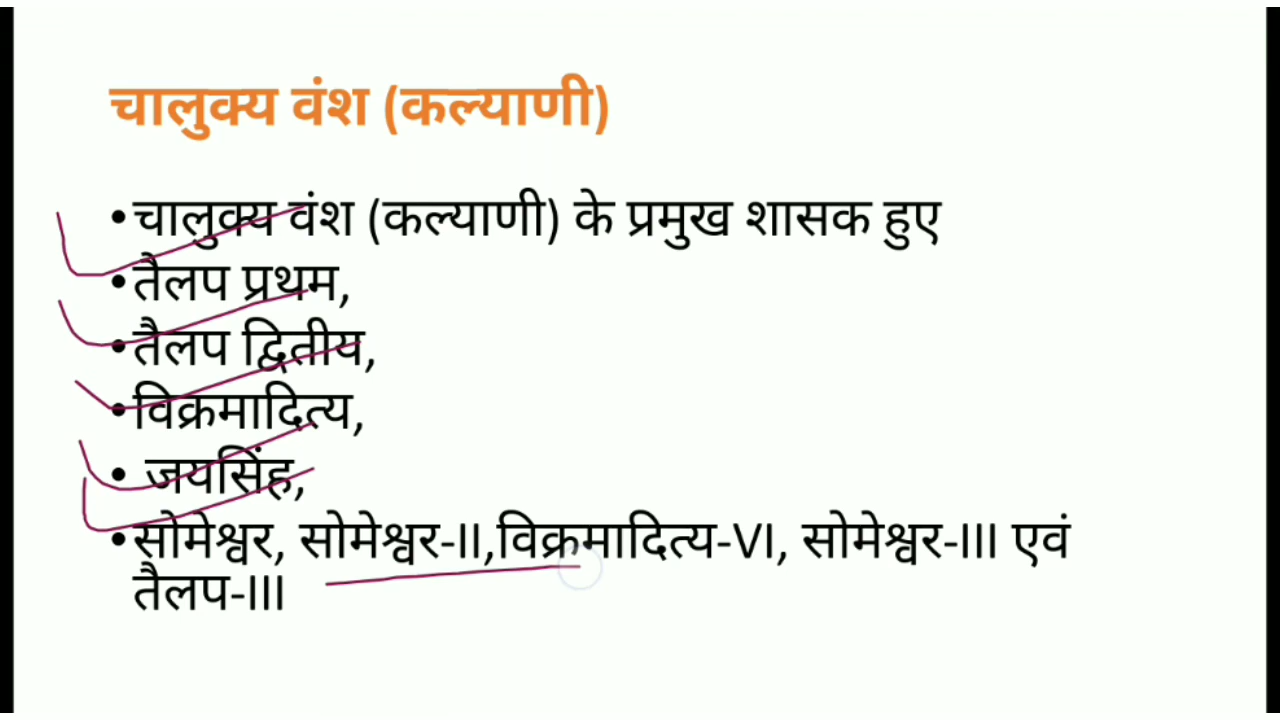 चालुक्य वंश (कल्याणी)
•चालुक्य वंश (कल्याणी) के प्रमुख शासक हुए
•तैलप प्रथम,
•तैलप द्वितीय,
•विक्रमादित्य,
• जयसिंह,
•सोमेश्वर, सोमेश्वर-II,विक्रमादित्य-VI, सोमेश्वर-III एवं
तैलप-III